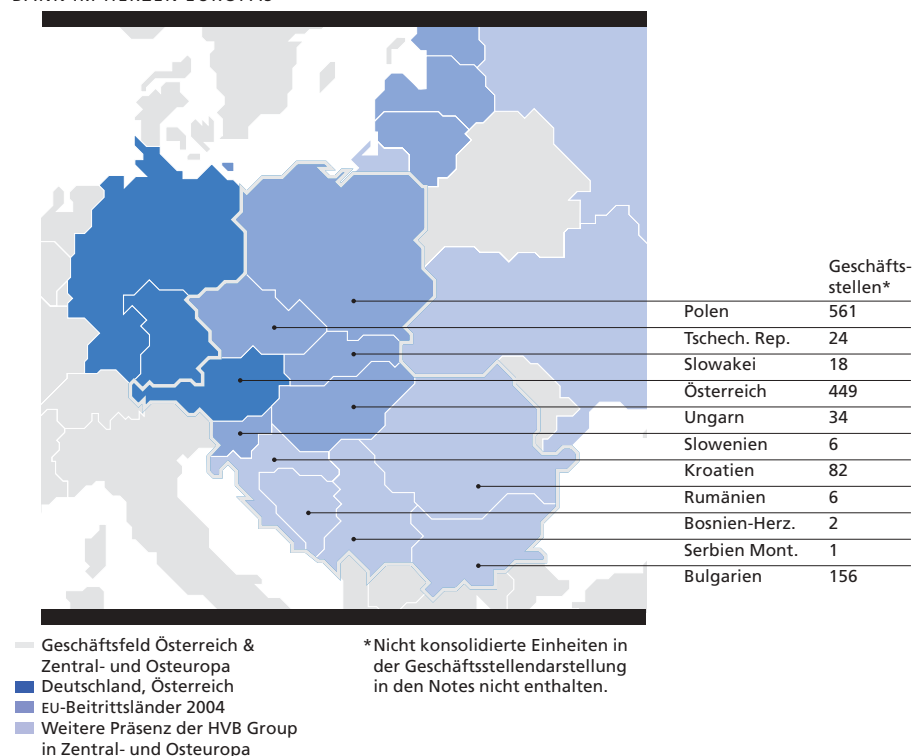 Geschäfts-
stellen*
Polen 561
Tschech. Rep. 24
Slowakei 18
Österreich 449
Ungarn 34
Slowenien 6
Kroatien 82
Rumänien 6
Bosnien-Herz. 2
Serbien Mont. 1
Bulgarien 156
Geschäftsfeld Österreich &
Zentral- und Osteuropa
Deutschland, Österreich
EU-Beitrittsländer 2004
Weitere Präsenz der HVB Group
in Zentral- und Osteuropa
*Nicht konsolidierte Einheiten in
der Geschäftsstellendarstellung
in den Notes nicht enthalten.